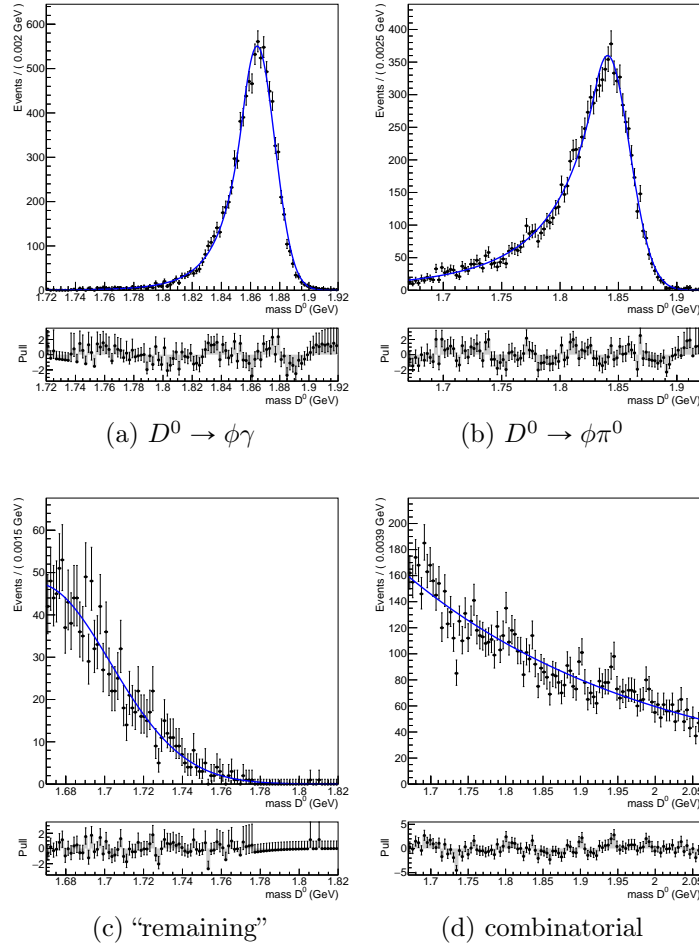 Events / ( 0.002 GeV )
600
500
400
300
200
100
0
1.72 1.74 1.76 1.78 1.8 1.82 1.84 1.86 1.88 1.9 1.92
mass D⁰ (GeV)
Pull
2
0
−2
1.72 1.74 1.76 1.78 1.8 1.82 1.84 1.86 1.88 1.9 1.92
mass D⁰ (GeV)
(a) D⁰ → ϕγ
Events / ( 0.0025 GeV )
400
350
300
250
200
150
100
50
0
1.7 1.75 1.8 1.85 1.9
mass D⁰ (GeV)
Pull
2
0
−2
1.7 1.75 1.8 1.85 1.9
mass D⁰ (GeV)
(b) D⁰ → ϕπ⁰
Events / ( 0.0015 GeV )
60
50
40
30
20
10
0
1.68 1.7 1.72 1.74 1.76 1.78 1.8 1.82
mass D⁰ (GeV)
Pull
2
0
−2
1.68 1.7 1.72 1.74 1.76 1.78 1.8 1.82
mass D⁰ (GeV)
(c) “remaining”
Events / ( 0.0039 GeV )
200
180
160
140
120
100
80
60
40
20
0
1.7 1.75 1.8 1.85 1.9 1.95 2 2.05
mass D⁰ (GeV)
Pull
5
0
−5
1.7 1.75 1.8 1.85 1.9 1.95 2 2.05
mass D⁰ (GeV)
(d) combinatorial